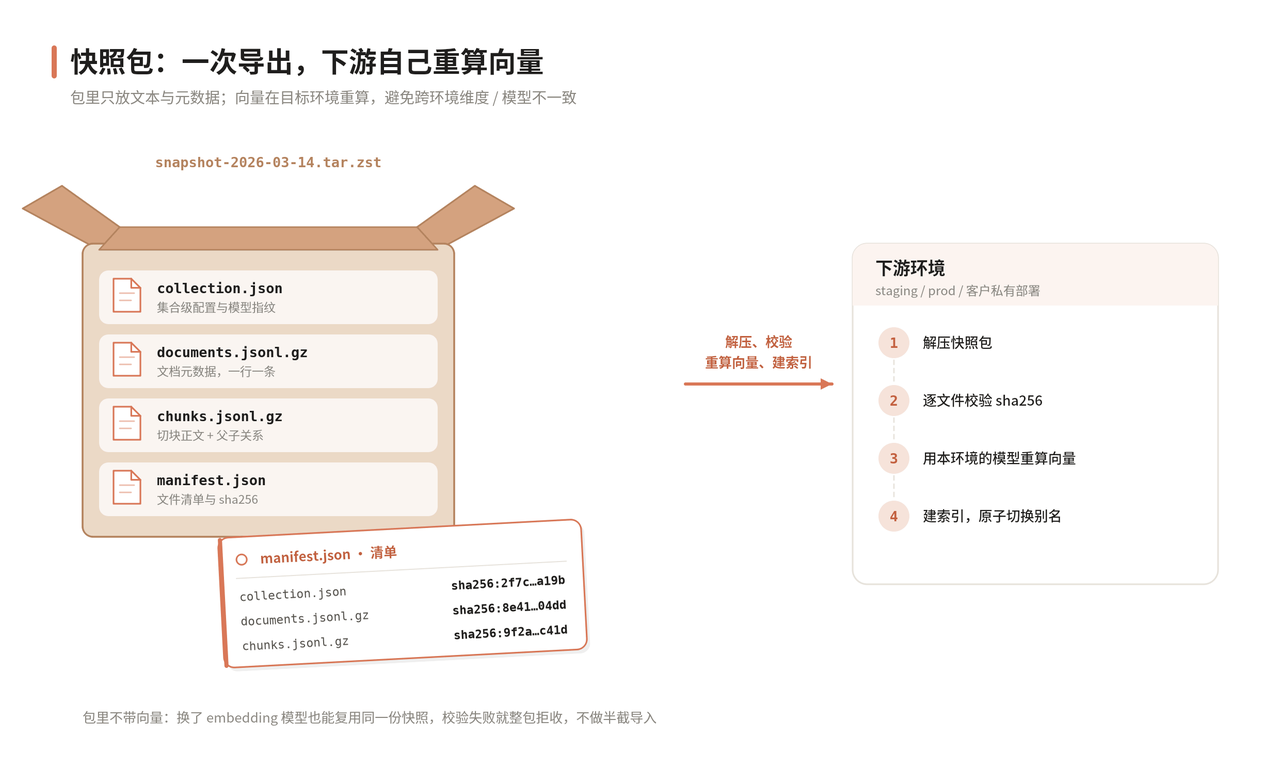 快照包：一次导出，下游自己重算向量
包里只放文本与元数据；向量在目标环境重算，避免跨环境维度 / 模型不一致
snapshot-2026-03-14.tar.zst
collection.json
集合级配置与模型指纹
documents.jsonl.gz
文档元数据，一行一条
chunks.jsonl.gz
切块正文 + 父子关系
manifest.json
文件清单与 sha256
manifest.json · 清单
collection.json sha256:2f7c…a19b
documents.jsonl.gz sha256:8e41…04dd
chunks.jsonl.gz sha256:9f2a…c41d
解压、校验
重算向量、建索引
下游环境
staging / prod / 客户私有部署
1 解压快照包
2 逐文件校验 sha256
3 用本环境的模型重算向量
4 建索引，原子切换别名
包里不带向量：换了 embedding 模型也能复用同一份快照，校验失败就整包拒收，不做半截导入